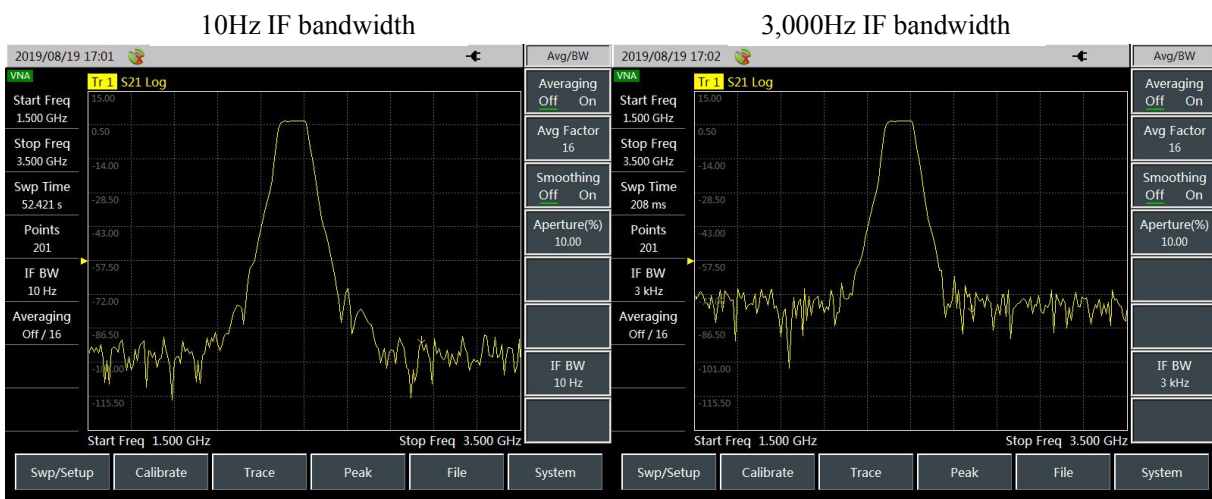 10Hz IF bandwidth
3,000Hz IF bandwidth
2019/08/19 17:01
Avg/BW
VNA
Tr 1 S21 Log
Start Freq
1.500 GHz
Stop Freq
3.500 GHz
Swp Time
52.421 s
Points
201
IF BW
10 Hz
Averaging
Off / 16
15.00
0.50
-14.00
-28.50
-43.00
-57.50
-72.00
-86.50
-101.00
-115.50
Start Freq 1.500 GHz
Stop Freq 3.500 GHz
Averaging
Off On
Avg Factor
16
Smoothing
Off On
Aperture(%)
10.00
IF BW
10 Hz
Swp/Setup
Calibrate
Trace
Peak
File
System
2019/08/19 17:02
Avg/BW
VNA
Tr 1 S21 Log
Start Freq
1.500 GHz
Stop Freq
3.500 GHz
Swp Time
208 ms
Points
201
IF BW
3 kHz
Averaging
Off / 16
15.00
0.50
-14.00
-28.50
-43.00
-57.50
-72.00
-86.50
-101.00
-115.50
Start Freq 1.500 GHz
Stop Freq 3.500 GHz
Averaging
Off On
Avg Factor
16
Smoothing
Off On
Aperture(%)
10.00
IF BW
3 kHz
Swp/Setup
Calibrate
Trace
Peak
File
System